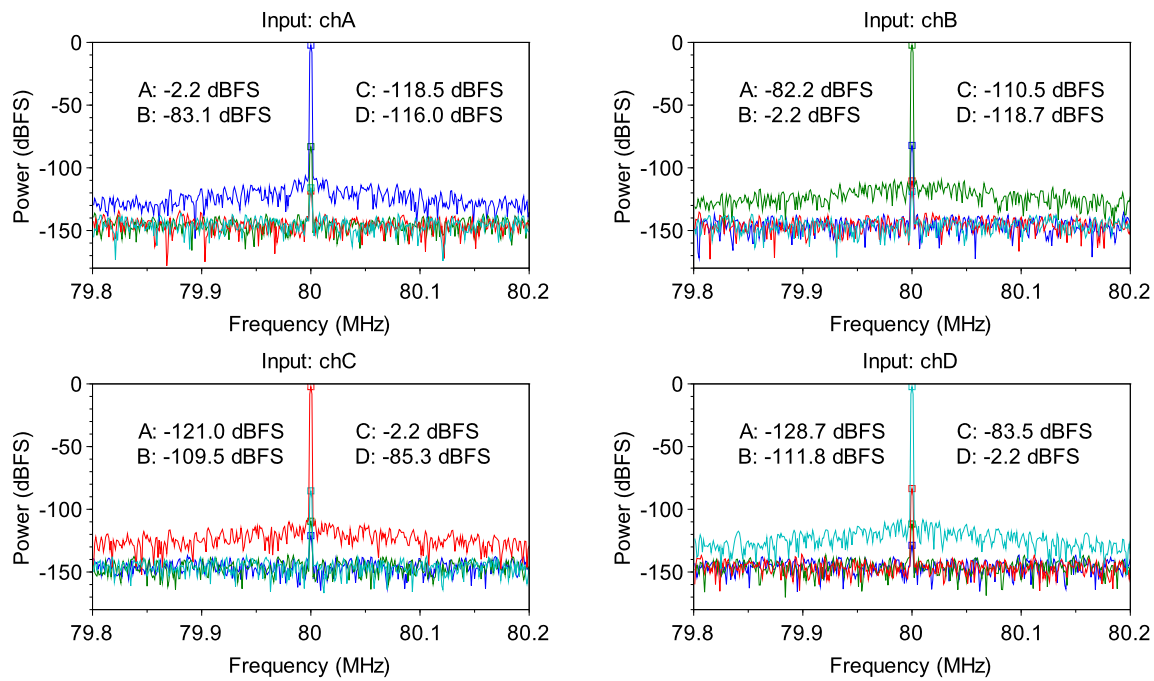 Input: chA
0
-50
-100
-150
Power (dBFS)
A: -2.2 dBFS
B: -83.1 dBFS
C: -118.5 dBFS
D: -116.0 dBFS
79.8
79.9
80
80.1
80.2
Frequency (MHz)
Input: chB
0
-50
-100
-150
Power (dBFS)
A: -82.2 dBFS
B: -2.2 dBFS
C: -110.5 dBFS
D: -118.7 dBFS
79.8
79.9
80
80.1
80.2
Frequency (MHz)
Input: chC
0
-50
-100
-150
Power (dBFS)
A: -121.0 dBFS
B: -109.5 dBFS
C: -2.2 dBFS
D: -85.3 dBFS
79.8
79.9
80
80.1
80.2
Frequency (MHz)
Input: chD
0
-50
-100
-150
Power (dBFS)
A: -128.7 dBFS
B: -111.8 dBFS
C: -83.5 dBFS
D: -2.2 dBFS
79.8
79.9
80
80.1
80.2
Frequency (MHz)